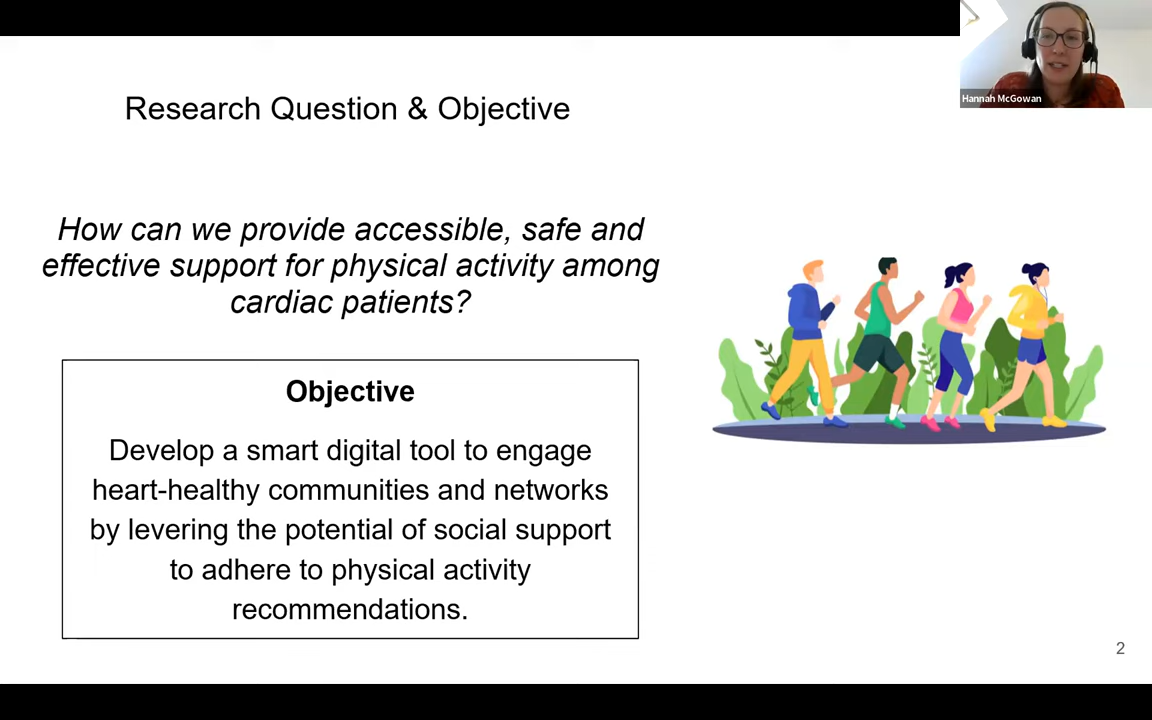 Hannah McGowan
Research Question & Objective
How can we provide accessible, safe and
effective support for physical activity among
cardiac patients?
Objective
Develop a smart digital tool to engage
heart-healthy communities and networks
by levering the potential of social support
to adhere to physical activity
recommendations.
2